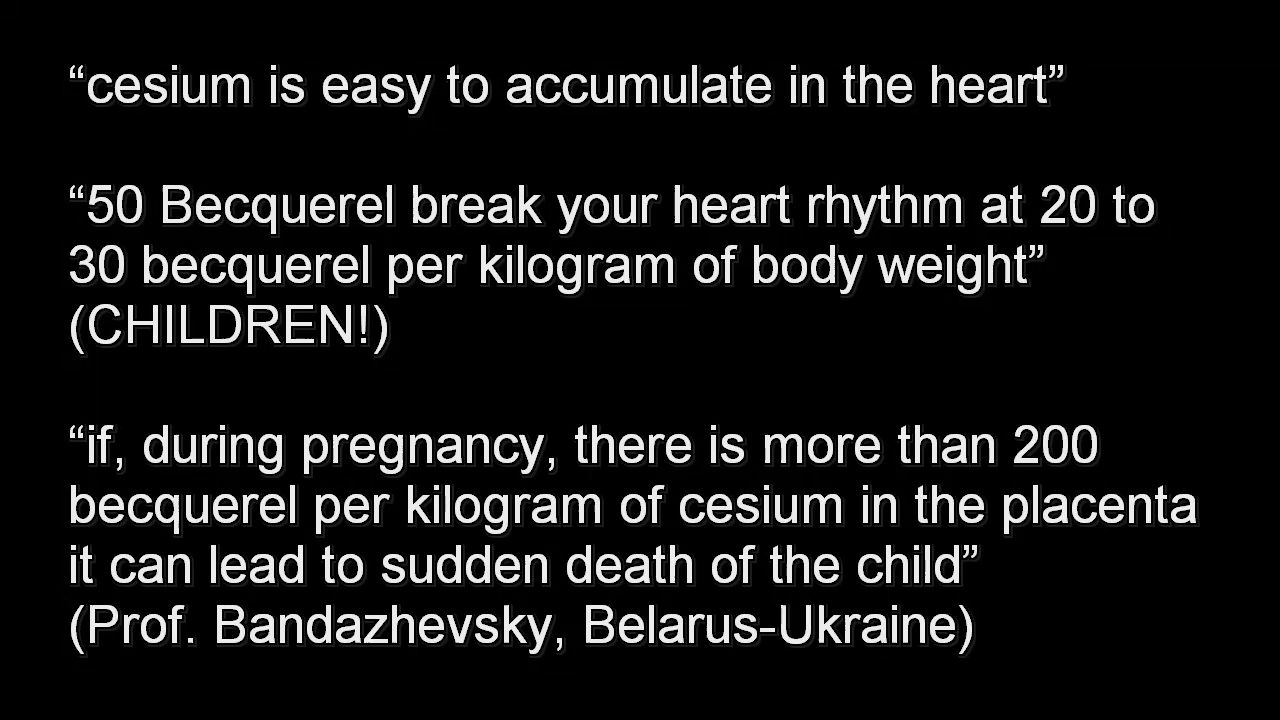 “cesium is easy to accumulate in the heart”
“50 Becquerel break your heart rhythm at 20 to
30 becquerel per kilogram of body weight”
(CHILDREN!)
“if, during pregnancy, there is more than 200
becquerel per kilogram of cesium in the placenta
it can lead to sudden death of the child”
(Prof. Bandazhevsky, Belarus-Ukraine)